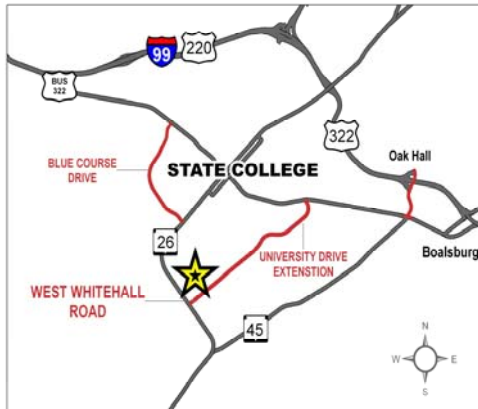 99
220
BUS
322
322
BLUE COURSE
DRIVE
STATE COLLEGE
Oak Hall
26
UNIVERSITY DRIVE
EXTENSTION
Boalsburg
WEST WHITEHALL
ROAD
45
N
W
E
S